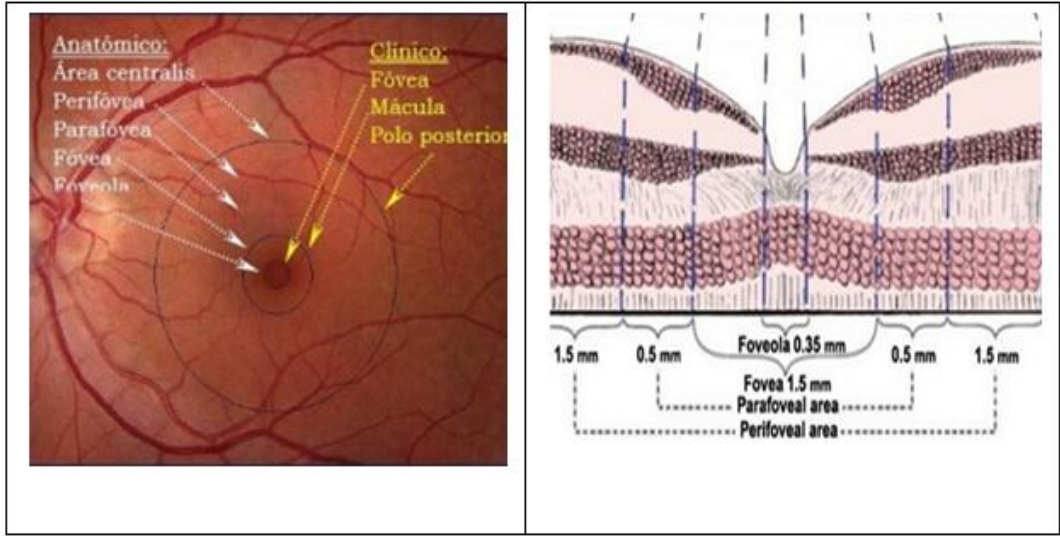 Anatómico:
Área centralis
Perifóvea
Parafóvea
Fóvea
Foveola
Clínico:
Fóvea
Mácula
Polo posterior
1.5 mm
0.5 mm
Foveola 0.35 mm
0.5 mm
1.5 mm
Fovea 1.5 mm
Parafoveal area
Perifoveal area